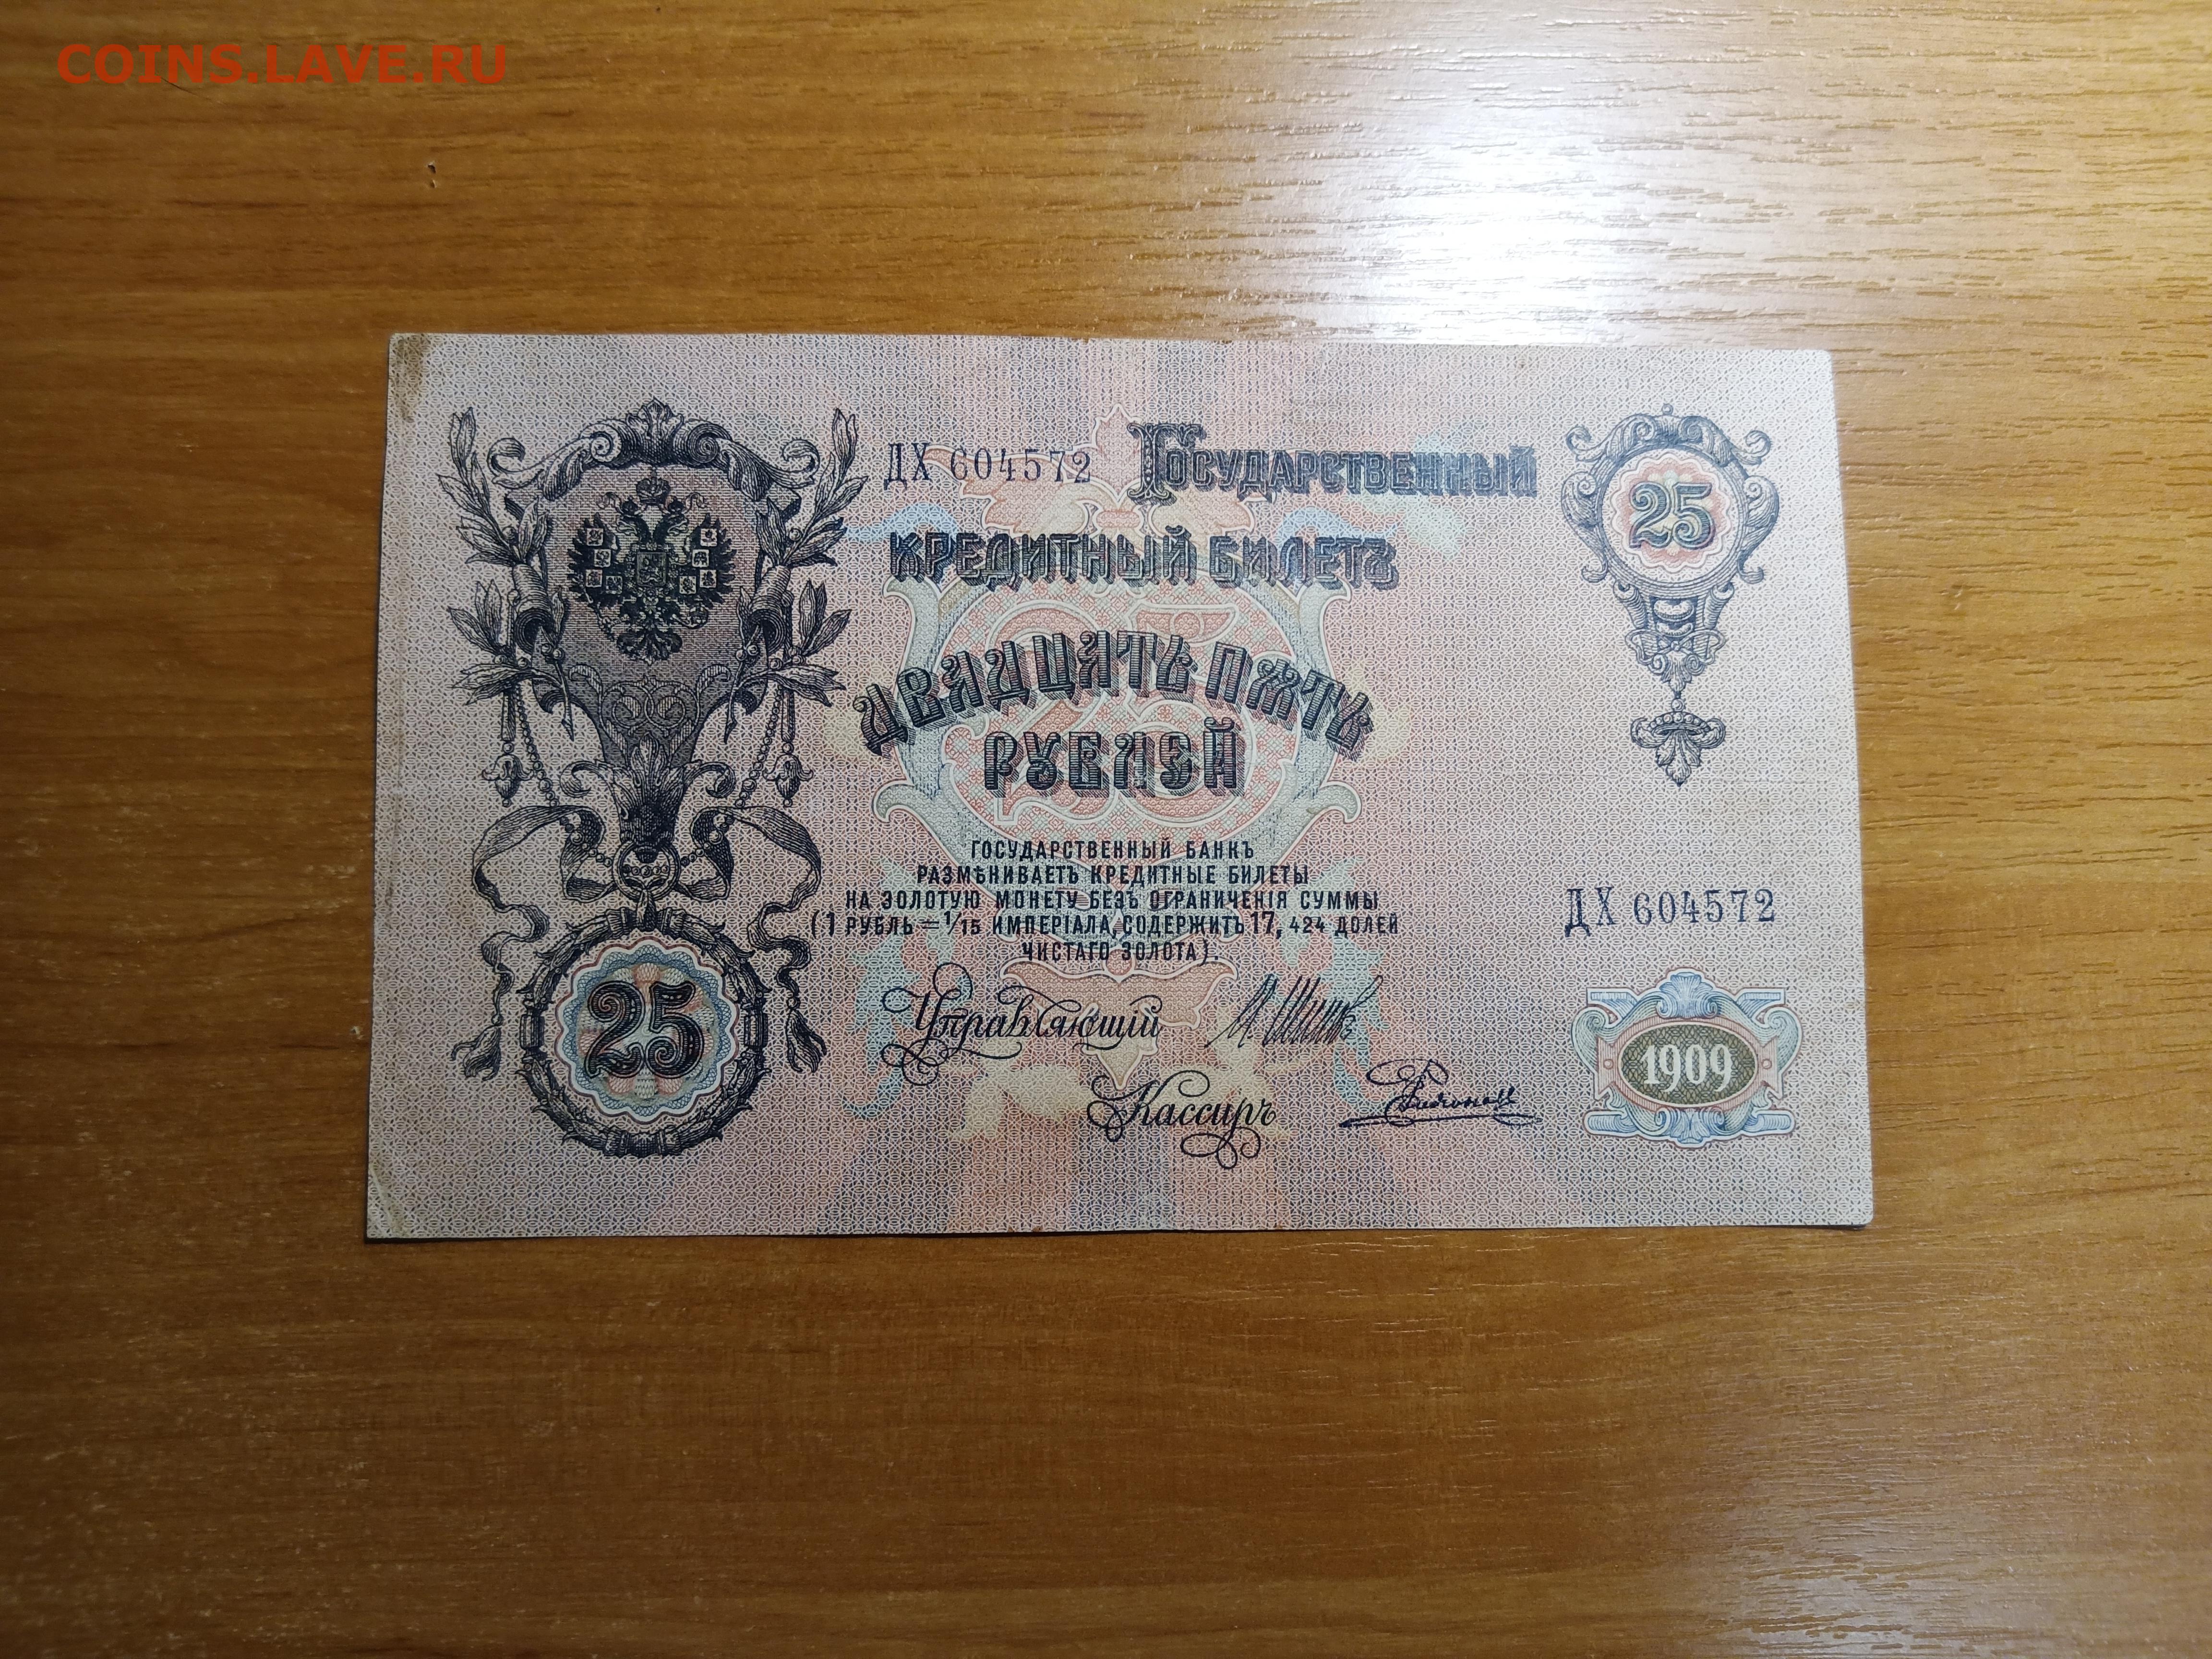 COINS.LAVE.RU
ДХ 604572 ГОСУДАРСТВЕННЫЙ
25
КРЕДИТНЫЙ БИЛЕТЪ
ДВАДЦАТЬ ПѦТЬ
РУБЛЕЙ
ГОСУДАРСТВЕННЫЙ БАНКЪ
РАЗМѢНИВАЕТЪ КРЕДИТНЫЕ БИЛЕТЫ
НА ЗОЛОТУЮ МОНЕТУ БЕЗЪ ОГРАНИЧЕНІЯ СУММЫ
(1 РУБЛЬ = 1/15 ИМПЕРІАЛА, СОДЕРЖИТЪ 17, 424 ДОЛЕЙ
ЧИСТАГО ЗОЛОТА).
ДХ 604572
25
Управляющій
Кассиръ
1909